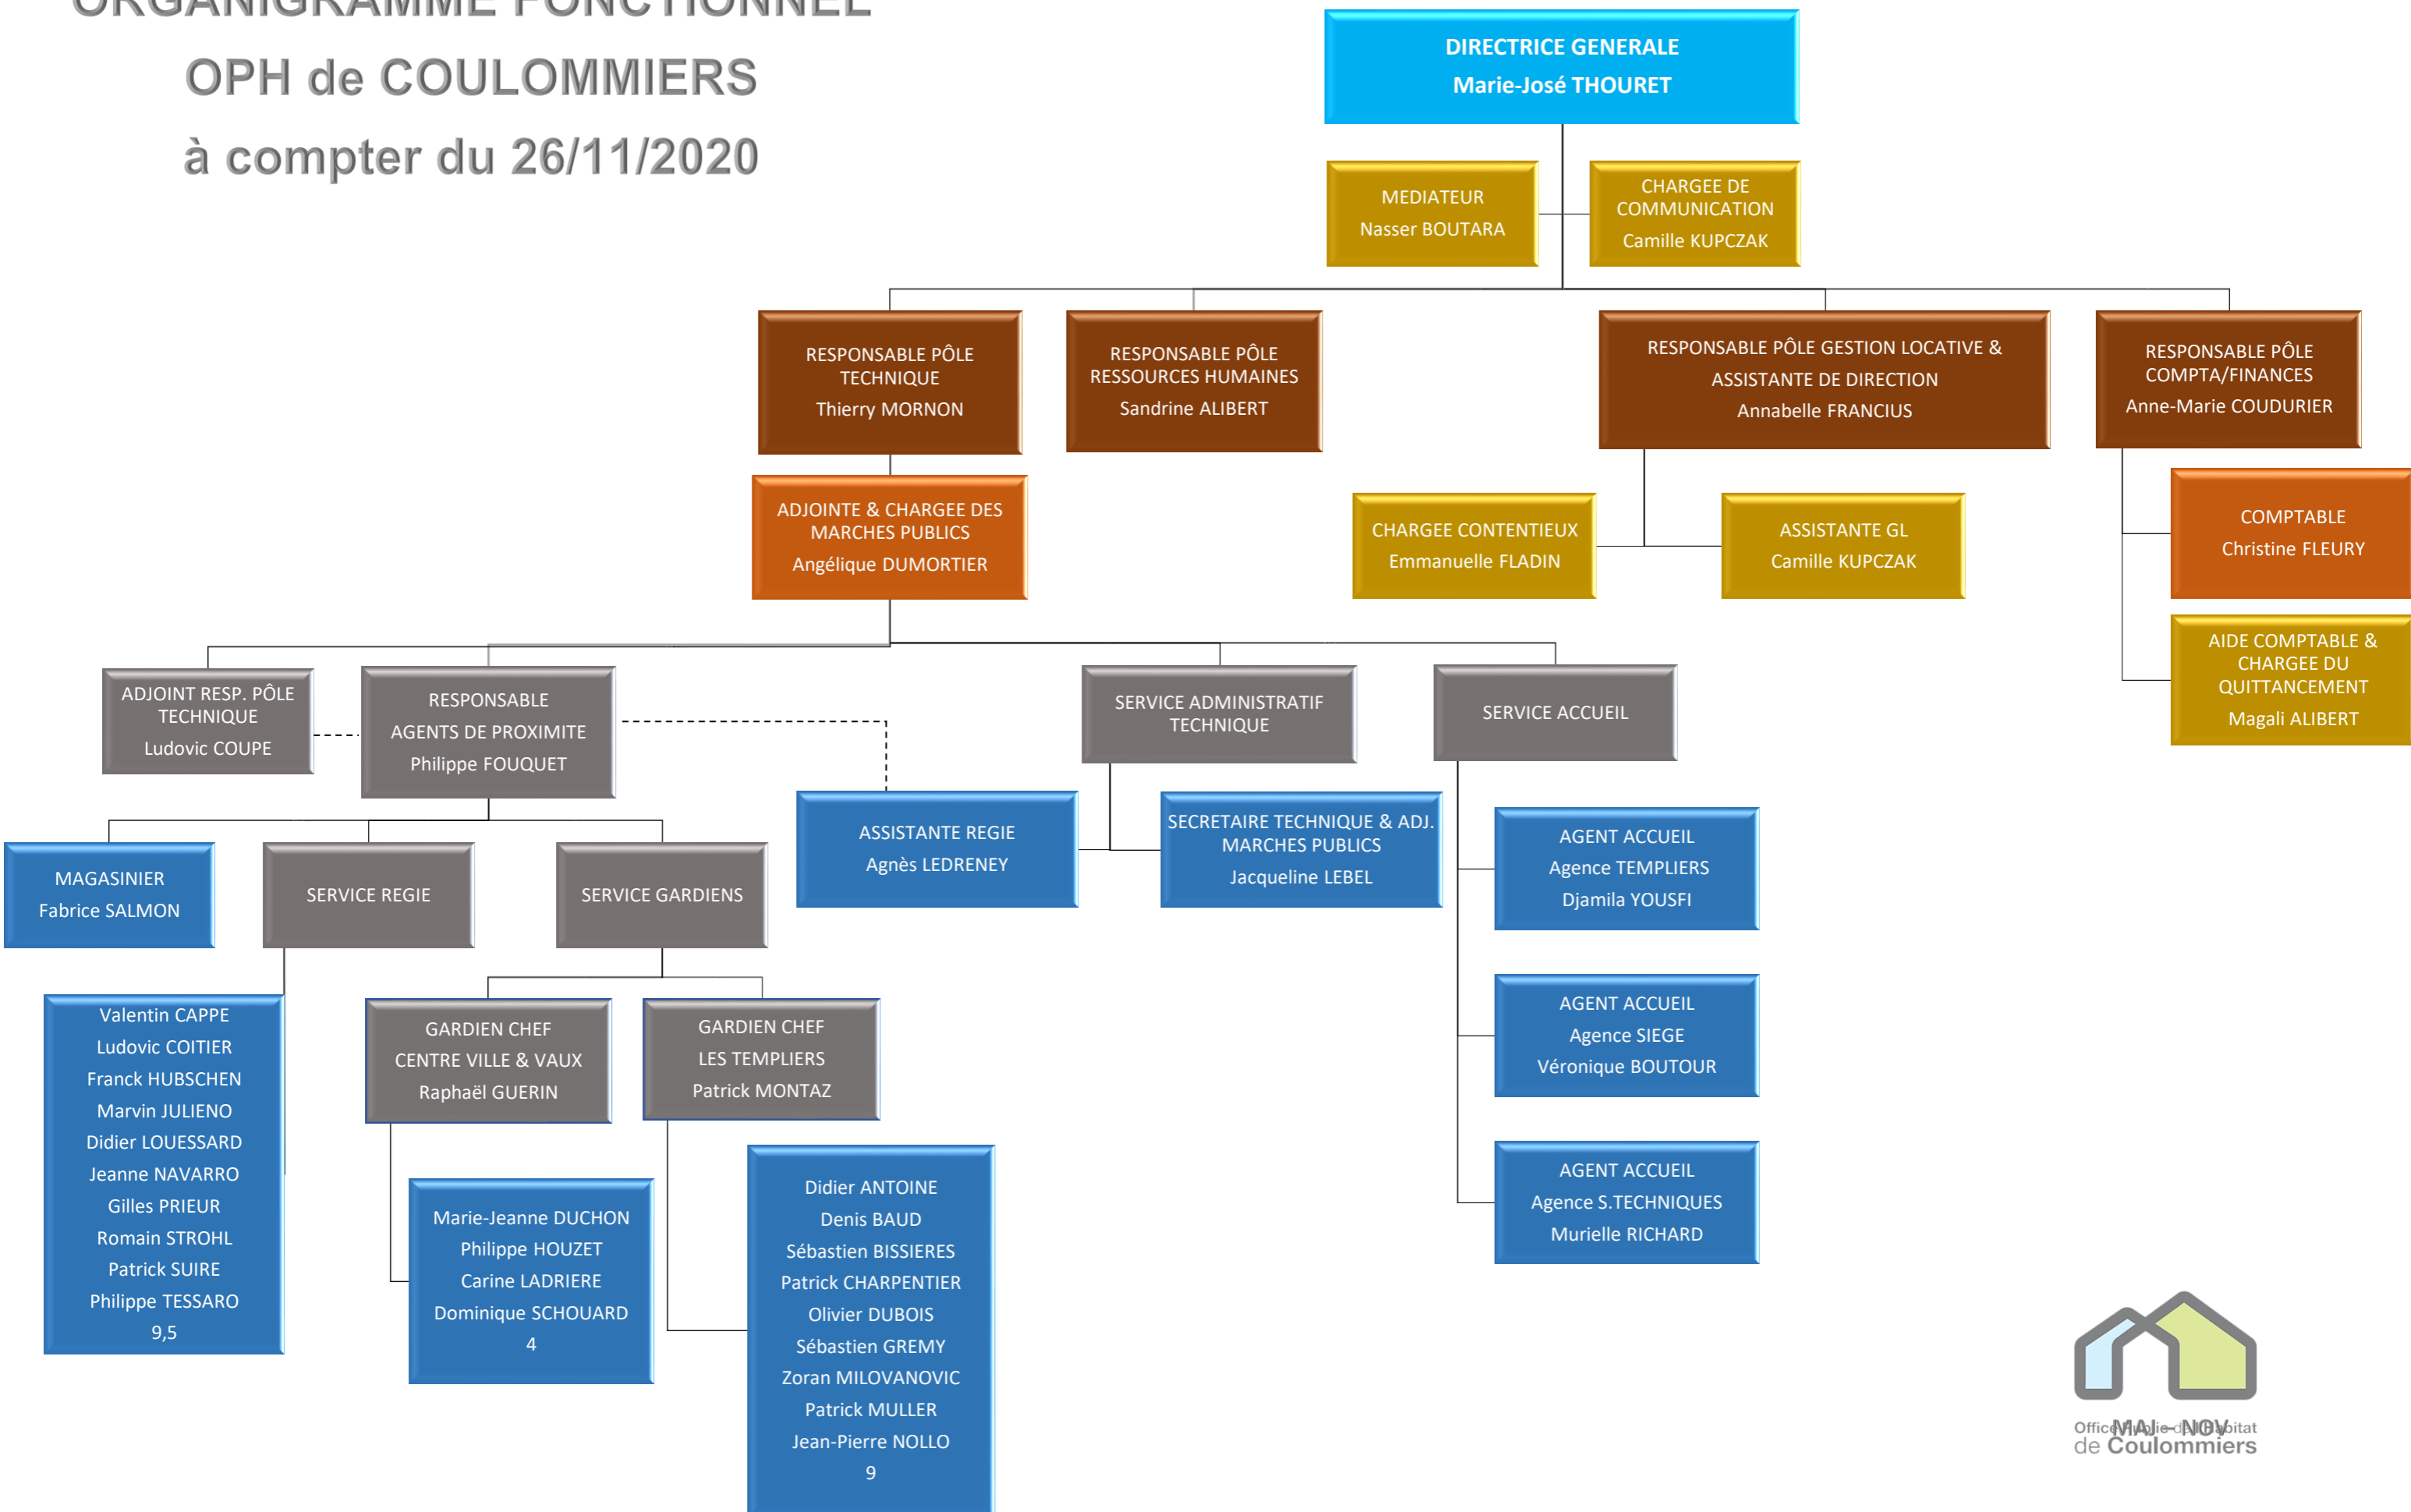 ORGANIGRAMME FONCTIONNEL
OPH de COULOMMIERS
à compter du 26/11/2020
DIRECTRICE GENERALE
Marie-José THOURET
MEDIATEUR
Nasser BOUTARA
CHARGEE DE
COMMUNICATION
Camille KUPCZAK
RESPONSABLE PÔLE
TECHNIQUE
Thierry MORNON
RESPONSABLE PÔLE
RESSOURCES HUMAINES
Sandrine ALIBERT
RESPONSABLE PÔLE GESTION LOCATIVE &
ASSISTANTE DE DIRECTION
Annabelle FRANCIUS
RESPONSABLE PÔLE
COMPTA/FINANCES
Anne-Marie COUDURIER
ADJOINTE & CHARGEE DES
MARCHES PUBLICS
Angélique DUMORTIER
CHARGEE CONTENTIEUX
Emmanuelle FLADIN
ASSISTANTE GL
Camille KUPCZAK
COMPTABLE
Christine FLEURY
AIDE COMPTABLE &
CHARGEE DU
QUITTANCEMENT
Magali ALIBERT
ADJOINT RESP. PÔLE
TECHNIQUE
Ludovic COUPE
RESPONSABLE
AGENTS DE PROXIMITE
Philippe FOUQUET
SERVICE ADMINISTRATIF
TECHNIQUE
SERVICE ACCUEIL
MAGASINIER
Fabrice SALMON
SERVICE REGIE
SERVICE GARDIENS
ASSISTANTE REGIE
Agnès LEDRENEY
SECRETAIRE TECHNIQUE & ADJ.
MARCHES PUBLICS
Jacqueline LEBEL
AGENT ACCUEIL
Agence TEMPLIERS
Djamila YOUSFI
AGENT ACCUEIL
Agence SIEGE
Véronique BOUTOUR
AGENT ACCUEIL
Agence S.TECHNIQUES
Murielle RICHARD
Valentin CAPPE
Ludovic COITIER
Franck HUBSCHEN
Marvin JULIENO
Didier LOUESSARD
Jeanne NAVARRO
Gilles PRIEUR
Romain STROHL
Patrick SUIRE
Philippe TESSARO
9,5
GARDIEN CHEF
CENTRE VILLE & VAUX
Raphaël GUERIN
GARDIEN CHEF
LES TEMPLIERS
Patrick MONTAZ
Marie-Jeanne DUCHON
Philippe HOUZET
Carine LADRIERE
Dominique SCHOUARD
4
Didier ANTOINE
Denis BAUD
Sébastien BISSIERES
Patrick CHARPENTIER
Olivier DUBOIS
Sébastien GREMY
Zoran MILOVANOVIC
Patrick MULLER
Jean-Pierre NOLLO
9
Office Public de l'Habitat
MAJ – NOV
de Coulommiers